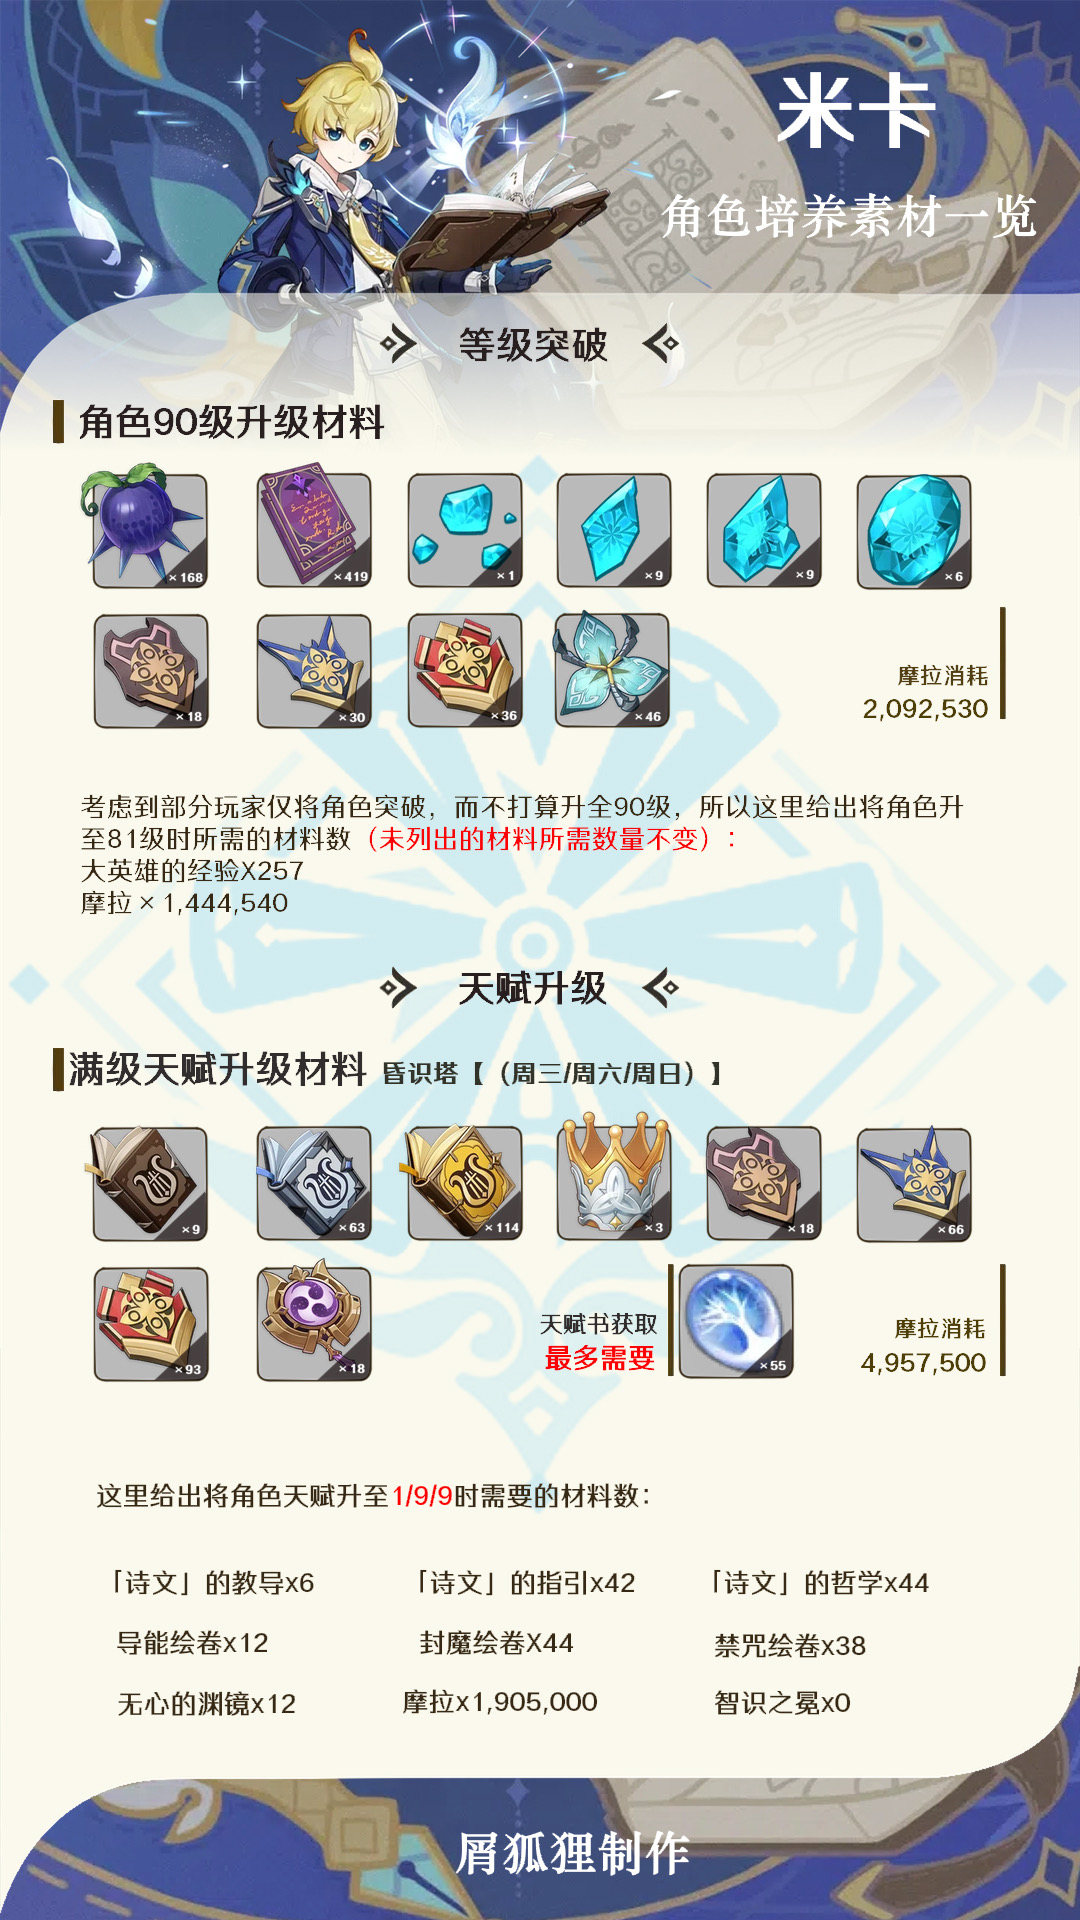 米卡
角色培养素材一览
等级突破
角色90级升级材料
×168
×419
×1
×9
×9
×6
×18
×30
×36
×46
摩拉消耗
2,092,530
考虑到部分玩家仅将角色突破，而不打算升全90级，所以这里给出将角色升
至81级时所需的材料数（未列出的材料所需数量不变）：
大英雄的经验X257
摩拉×1,444,540
天赋升级
满级天赋升级材料 昏识塔【（周三/周六/周日）】
×9
×63
×114
×3
×18
×66
×93
×18
天赋书获取
最多需要
×55
摩拉消耗
4,957,500
这里给出将角色天赋升至1/9/9时需要的材料数：
「诗文」的教导x6
「诗文」的指引x42
「诗文」的哲学x44
导能绘卷x12
封魔绘卷X44
禁咒绘卷x38
无心的渊镜x12
摩拉x1,905,000
智识之冕x0
屑狐狸制作